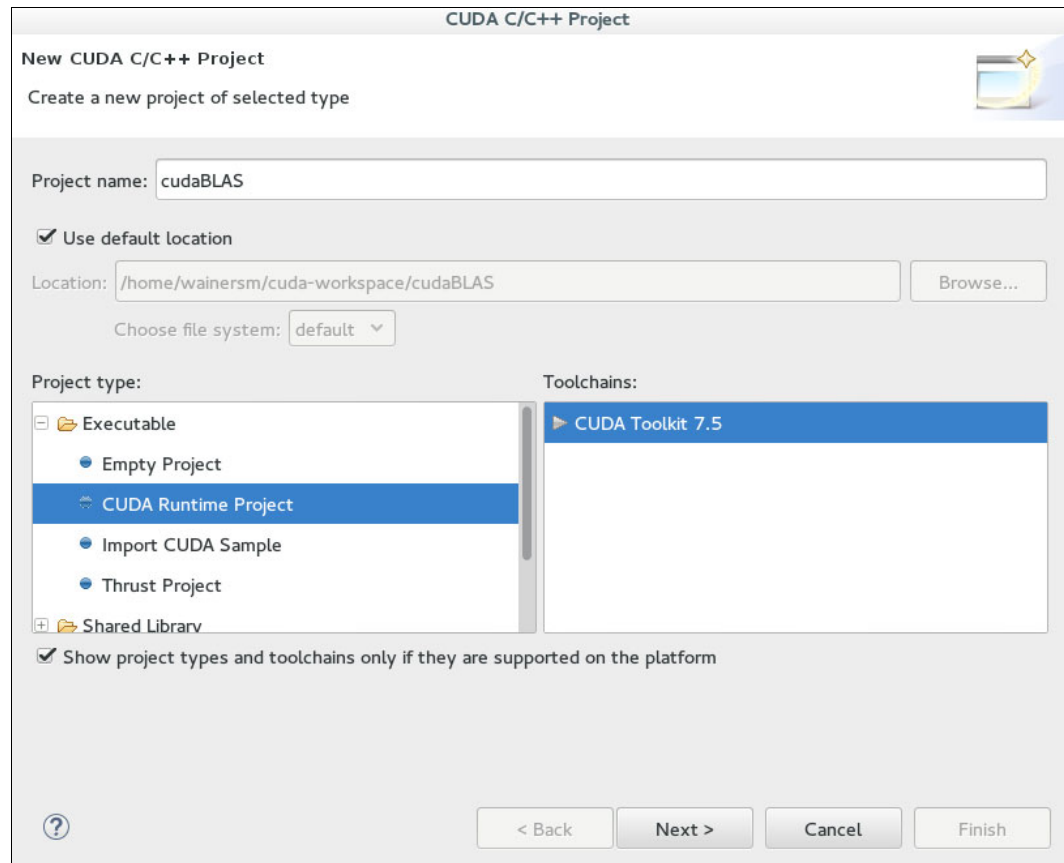 CUDA C/C++ Project
New CUDA C/C++ Project
Create a new project of selected type
Project name: cudaBLAS
Use default location
Location: /home/wainersm/cuda-workspace/cudaBLAS Browse...
Choose file system: default
Project type: Toolchains:
Executable CUDA Toolkit 7.5
Empty Project
CUDA Runtime Project
Import CUDA Sample
Thrust Project
Shared Library
Show project types and toolchains only if they are supported on the platform
? < Back Next > Cancel Finish